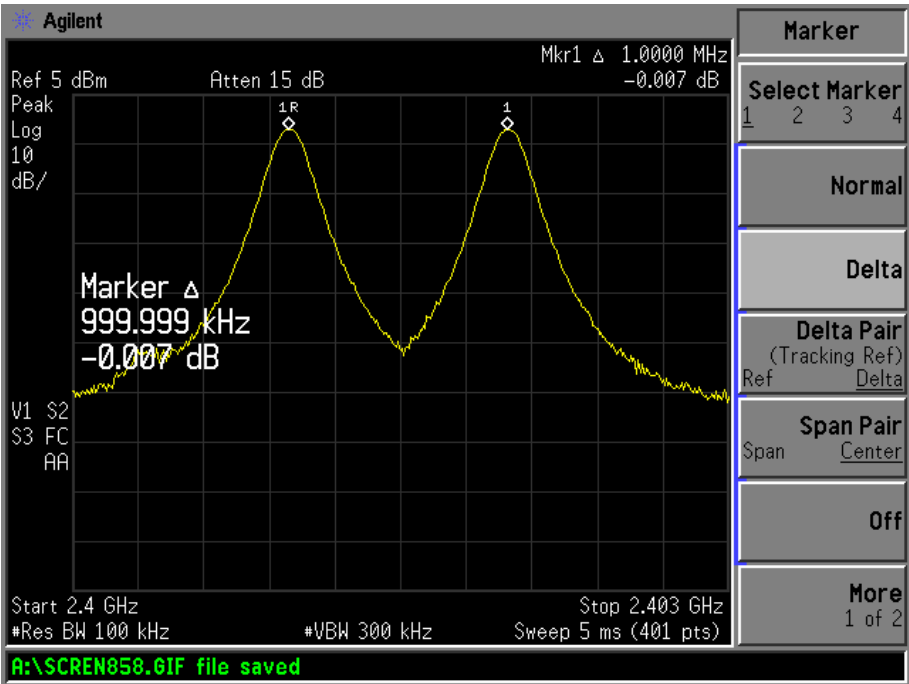 Agilent
Marker
Mkr1 Δ 1.0000 MHz
Ref 5 dBm Atten 15 dB -0.007 dB
Peak
Log
10
dB/
1R
1
Marker Δ
999.999 kHz
-0.007 dB
V1 S2
S3 FC
AA
Start 2.4 GHz Stop 2.403 GHz
#Res BW 100 kHz #VBW 300 kHz Sweep 5 ms (401 pts)
A:\SCREN858.GIF file saved
Select Marker
1 2 3 4
Normal
Delta
Delta Pair
(Tracking Ref)
Ref Delta
Span Pair
Span Center
Off
More
1 of 2